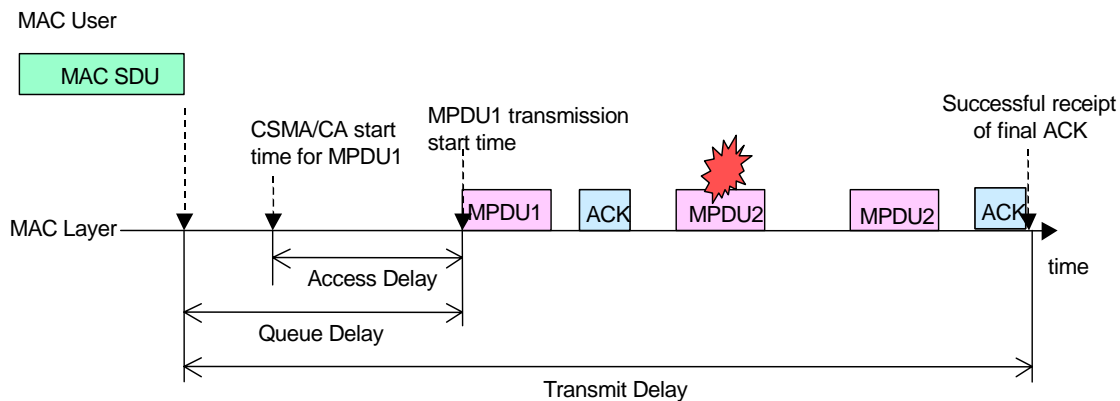 MAC User
MAC SDU
CSMA/CA start
time for MPDU1
MPDU1 transmission
start time
Successful receipt
of final ACK
MPDU1
ACK
MPDU2
MPDU2
ACK
MAC Layer
time
Access Delay
Queue Delay
Transmit Delay